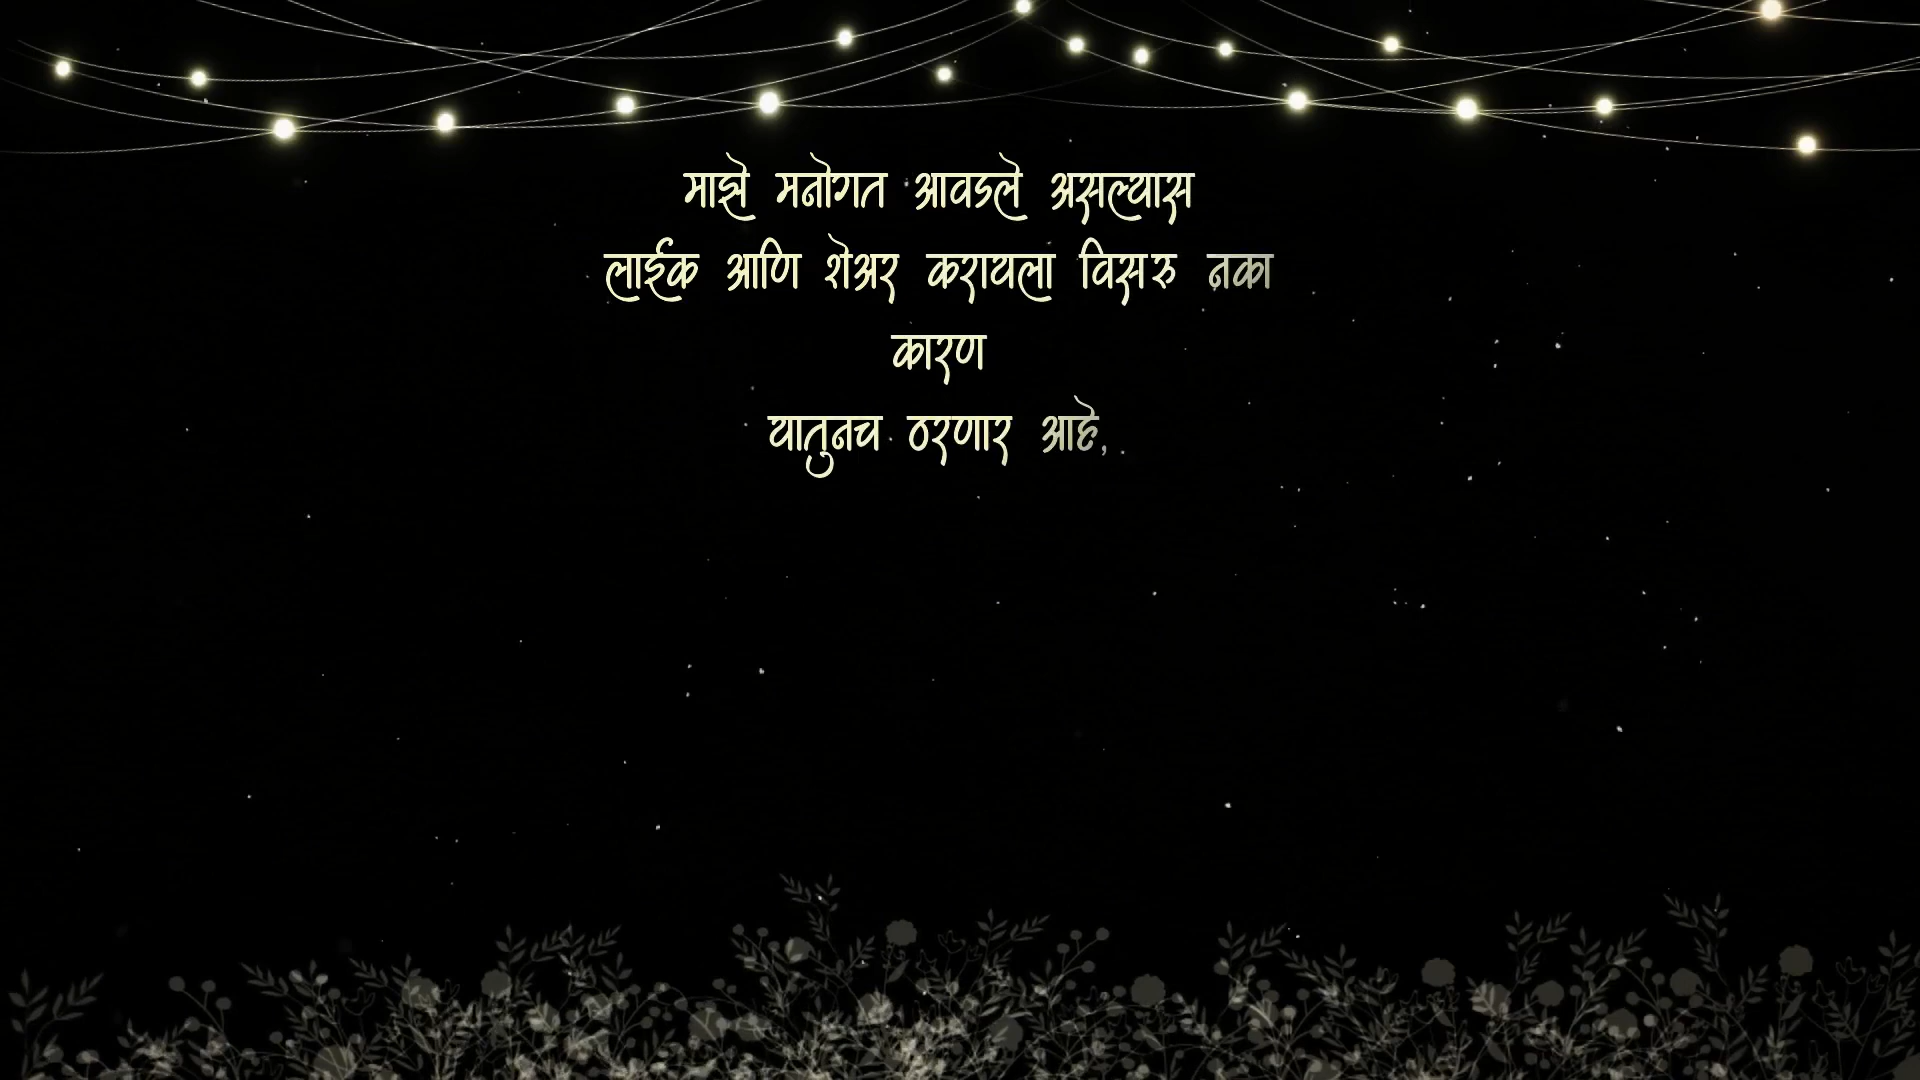 माझे मनोगत आवडले असल्यास
लाईक आणि शेअर करायला विसरु नका
कारण
यातुनच ठरणार आहे,